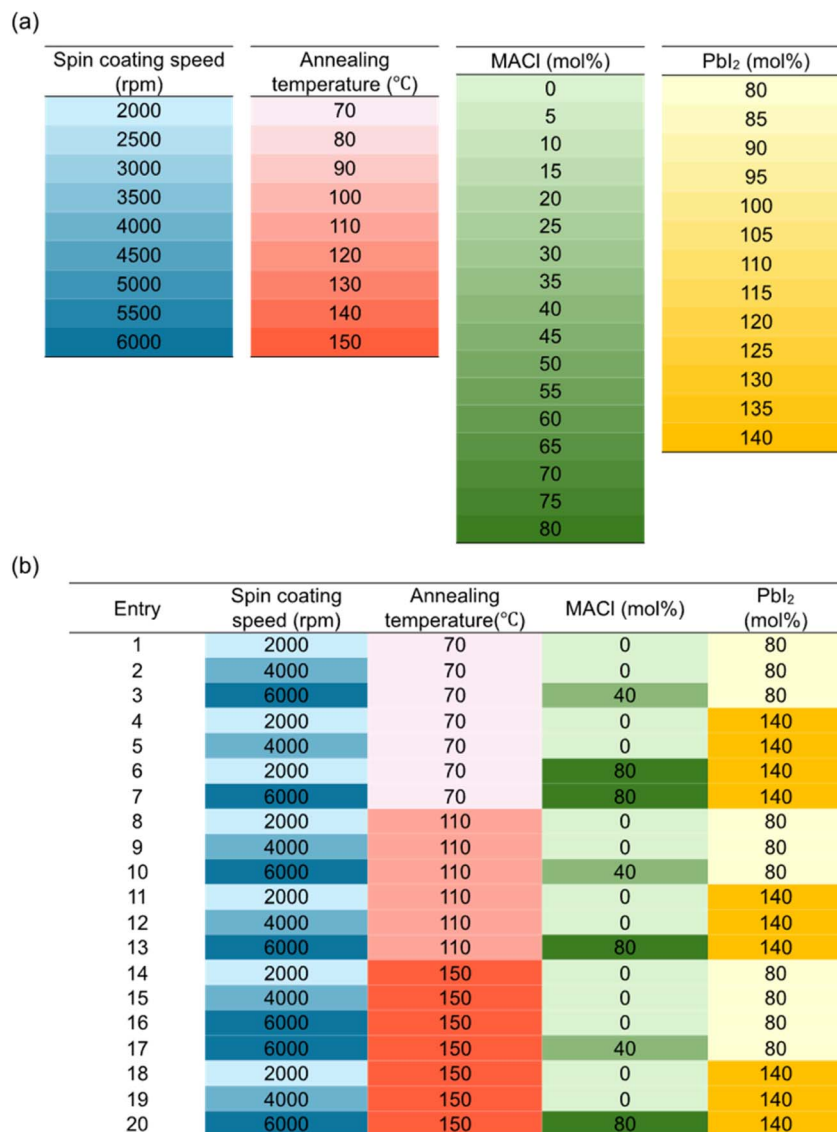 (a)
Spin coating speed (rpm) Annealing temperature (℃) MACl (mol%) PbI₂ (mol%)
2000 70 0 80
2500 80 5 85
3000 90 10 90
3500 100 15 95
4000 110 20 100
4500 120 25 105
5000 130 30 110
5500 140 35 115
6000 150 40 120
45 125
50 130
55 135
60 140
65
70
75
80
(b)
Entry Spin coating speed (rpm) Annealing temperature(℃) MACl (mol%) PbI₂ (mol%)
1 2000 70 0 80
2 4000 70 0 80
3 6000 70 40 80
4 2000 70 0 140
5 4000 70 0 140
6 2000 70 80 140
7 6000 70 80 140
8 2000 110 0 80
9 4000 110 0 80
10 6000 110 40 80
11 2000 110 0 140
12 4000 110 0 140
13 6000 110 80 140
14 2000 150 0 80
15 4000 150 0 80
16 6000 150 0 80
17 6000 150 40 80
18 2000 150 0 140
19 4000 150 0 140
20 6000 150 80 140